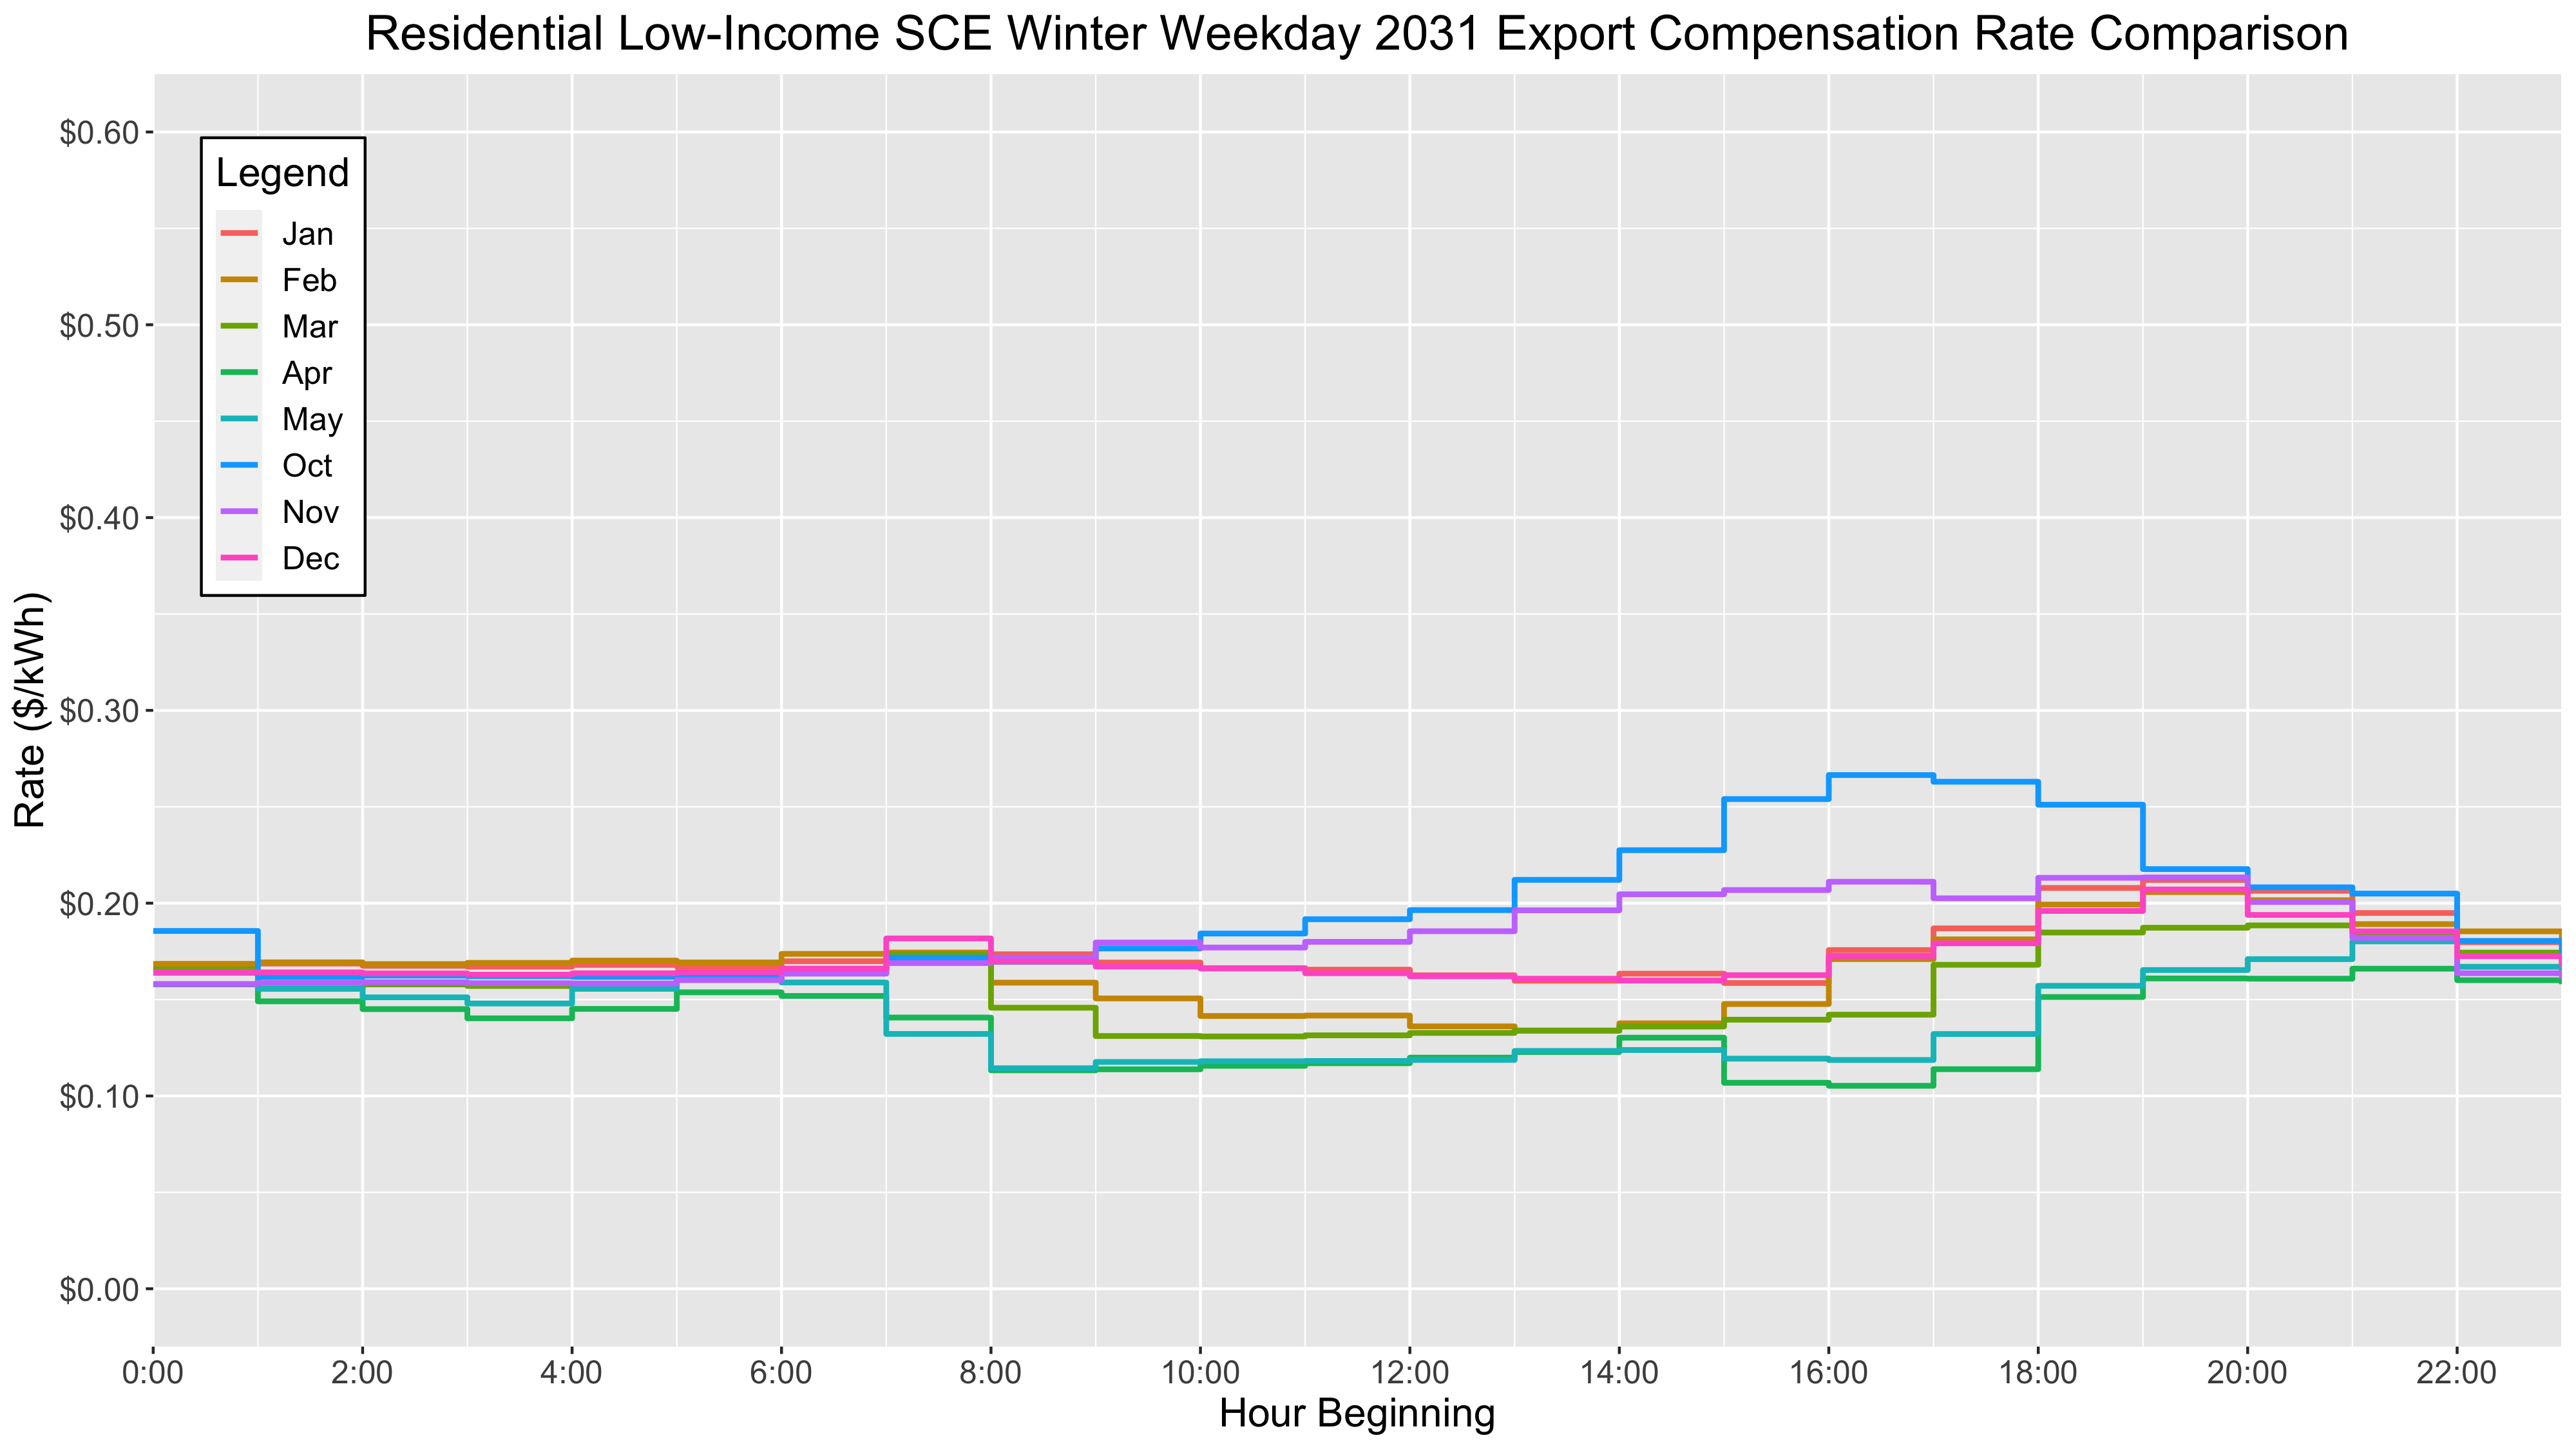 Residential Low-Income SCE Winter Weekday 2031 Export Compensation Rate Comparison
$0.60
$0.50
$0.40
$0.30
$0.20
$0.10
$0.00
Rate ($/kWh)
Legend
Jan
Feb
Mar
Apr
May
Oct
Nov
Dec
0:00 2:00 4:00 6:00 8:00 10:00 12:00 14:00 16:00 18:00 20:00 22:00
Hour Beginning